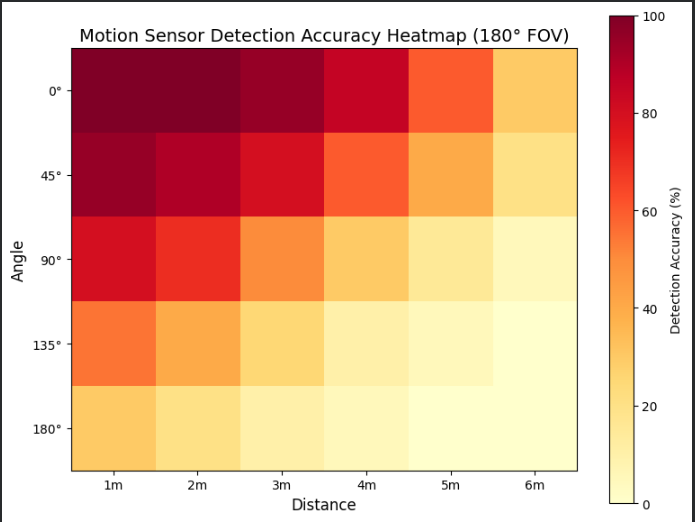 Motion Sensor Detection Accuracy Heatmap (180° FOV)
0°
45°
90°
135°
180°
Angle
1m 2m 3m 4m 5m 6m
Distance
100
80
60
40
20
0
Detection Accuracy (%)